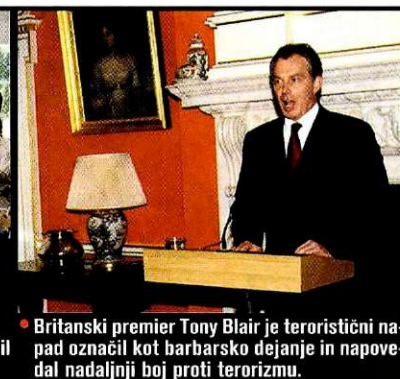 Britanski premier Tony Blair je teroristični na-
il pad označil kot barbarsko dejanje in napove-
dal nadaljnji boj proti terorizmu.